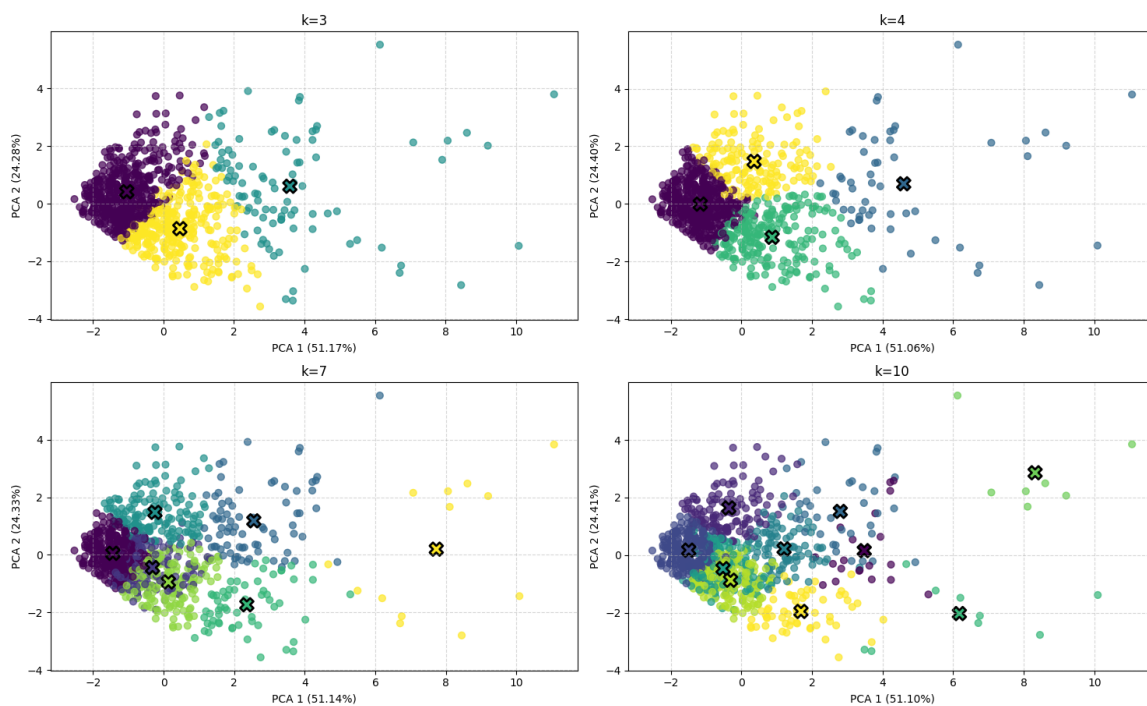 k=3
4
2
0
−2
−4
PCA 2 (24.28%)
−2 0 2 4 6 8 10
PCA 1 (51.17%)
k=4
4
2
0
−2
−4
PCA 2 (24.40%)
−2 0 2 4 6 8 10
PCA 1 (51.06%)
k=7
4
2
0
−2
−4
PCA 2 (24.33%)
−2 0 2 4 6 8 10
PCA 1 (51.14%)
k=10
4
2
0
−2
−4
PCA 2 (24.41%)
−2 0 2 4 6 8 10
PCA 1 (51.10%)